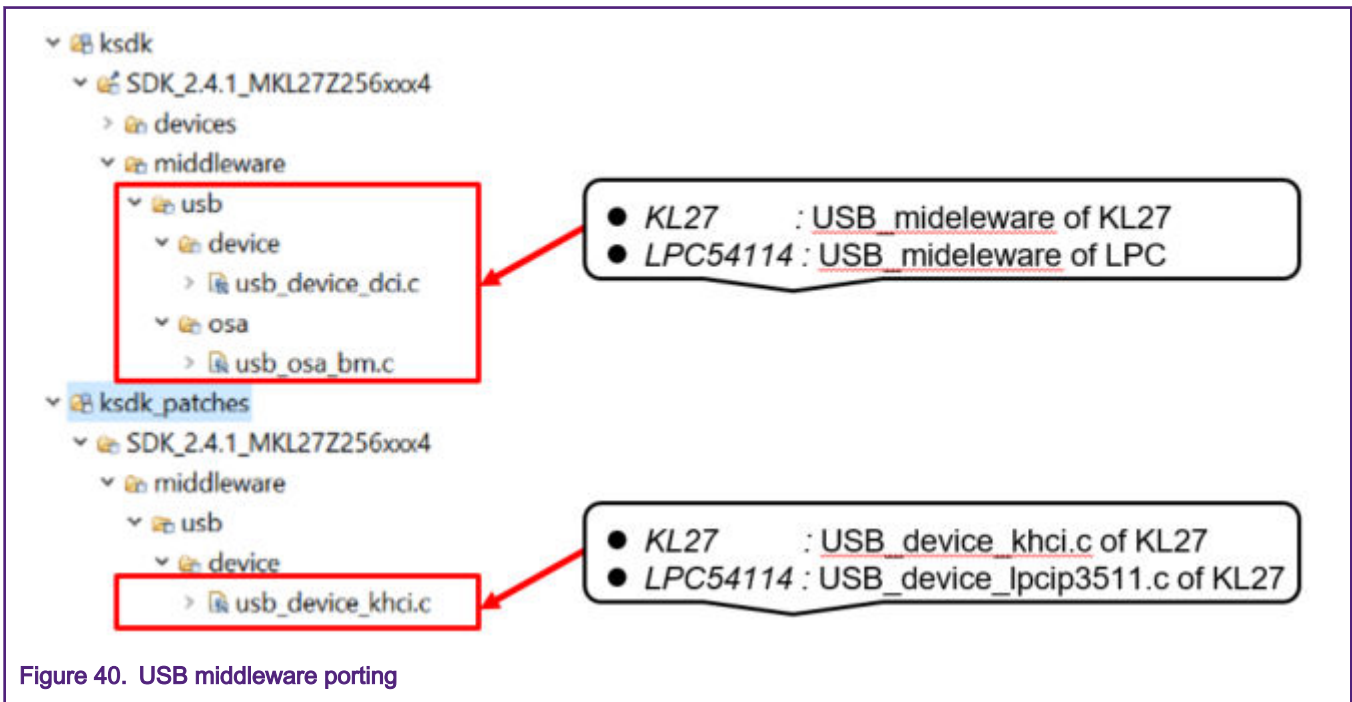 ksdk
SDK_2.4.1_MKL27Z256xxx4
devices
middleware
usb
device
usb_device_dci.c
osa
usb_osa_bm.c
● KL27 : USB_mideleware of KL27
● LPC54114 : USB_mideleware of LPC
ksdk_patches
SDK_2.4.1_MKL27Z256xxx4
middleware
usb
device
usb_device_khci.c
● KL27 : USB_device_khci.c of KL27
● LPC54114 : USB_device_lpcip3511.c of KL27
Figure 40. USB middleware porting